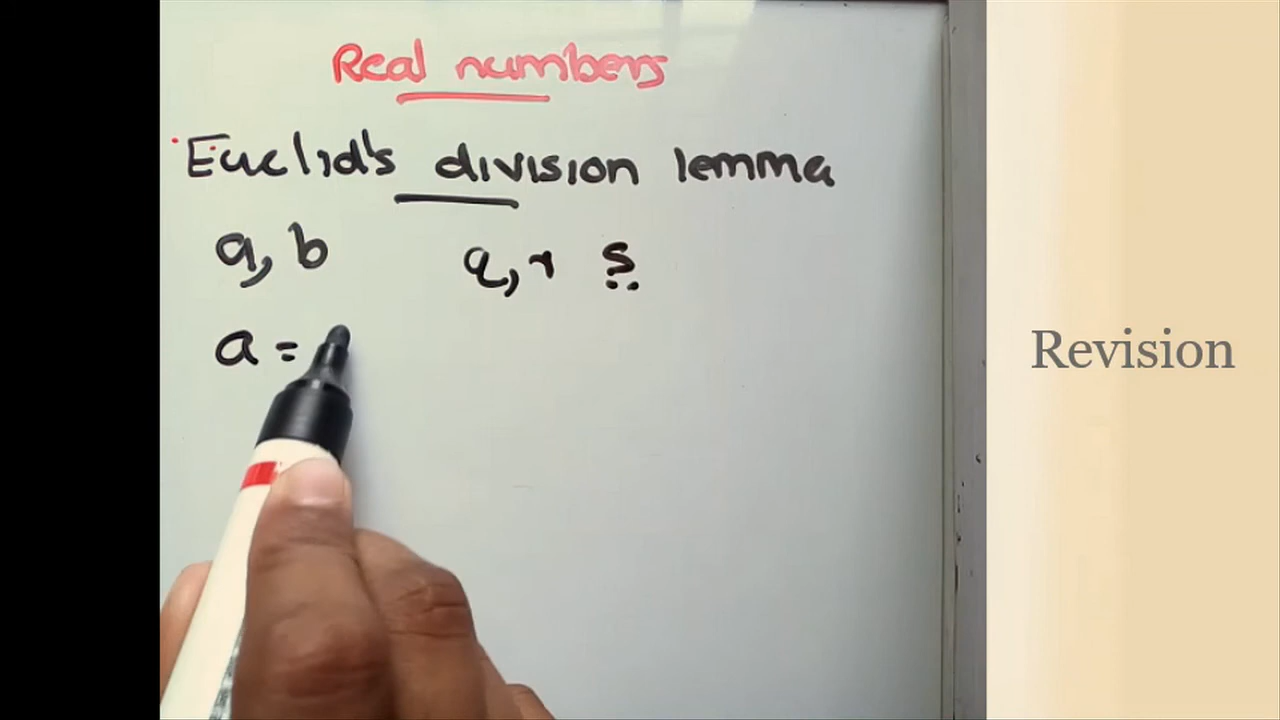 Real numbers
Euclid's division lemma
a, b q, r
a =
Revision